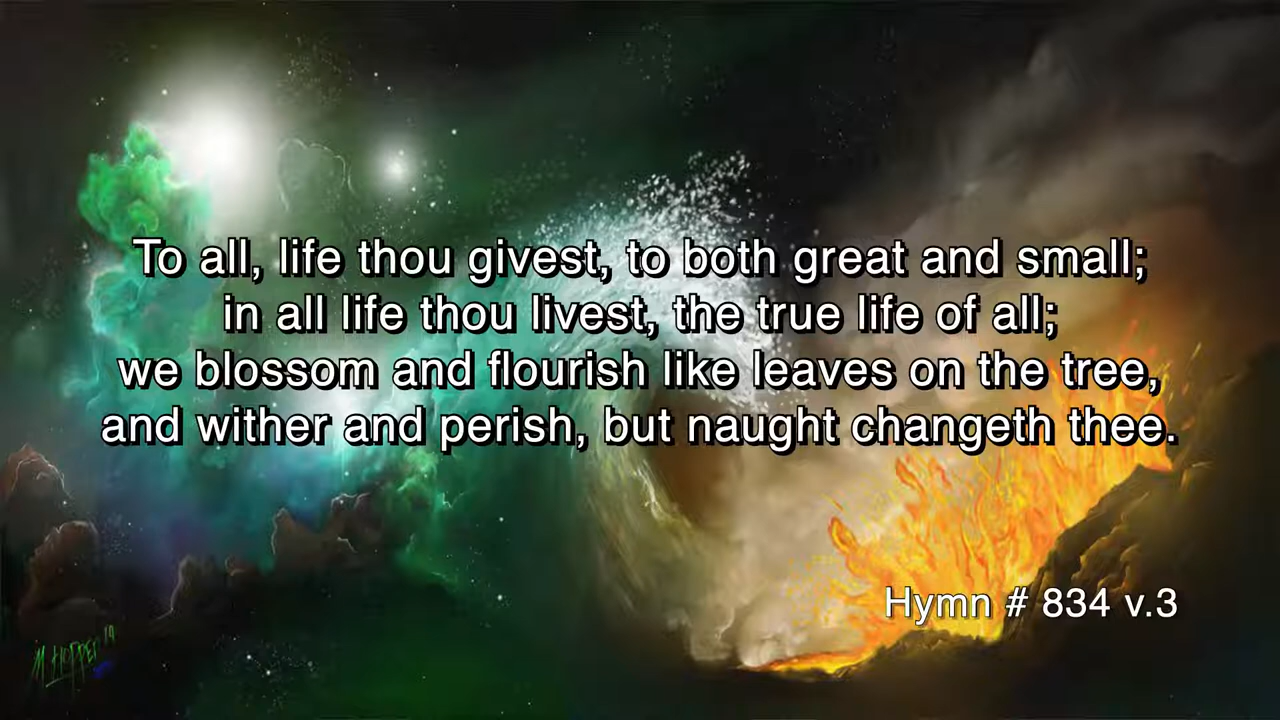 To all, life thou givest, to both great and small;
in all life thou livest, the true life of all;
we blossom and flourish like leaves on the tree,
and wither and perish, but naught changeth thee.
Hymn # 834 v.3
M. HOPPER 19